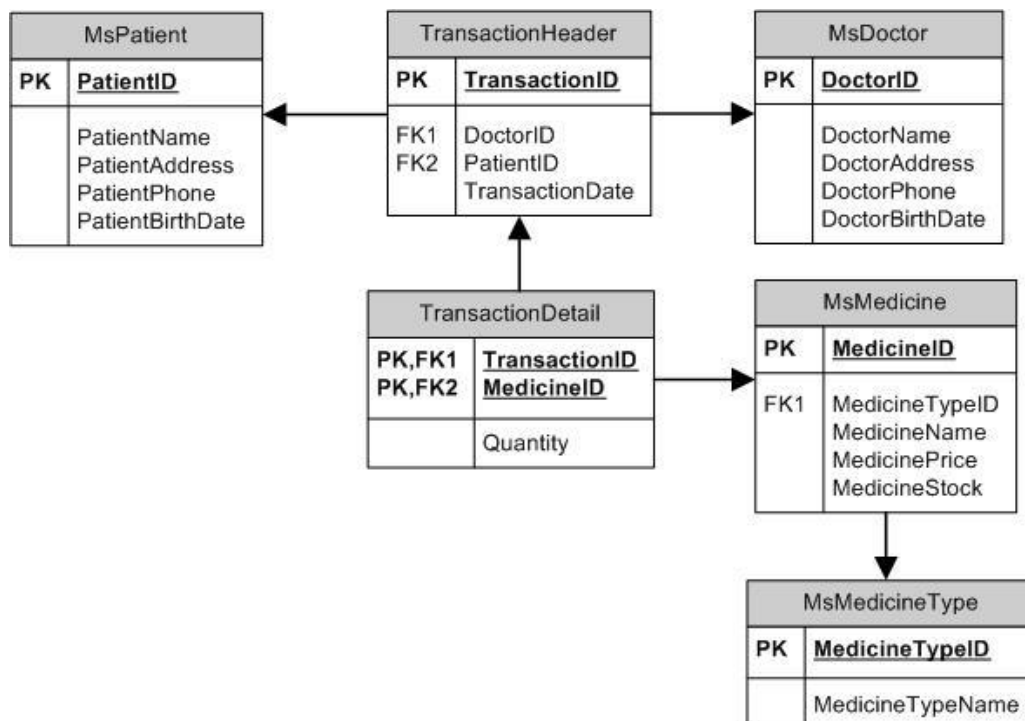 MsPatient
PK PatientID
PatientName
PatientAddress
PatientPhone
PatientBirthDate
TransactionHeader
PK TransactionID
FK1 DoctorID
FK2 PatientID
TransactionDate
MsDoctor
PK DoctorID
DoctorName
DoctorAddress
DoctorPhone
DoctorBirthDate
TransactionDetail
PK,FK1 TransactionID
PK,FK2 MedicineID
Quantity
MsMedicine
PK MedicineID
FK1 MedicineTypeID
MedicineName
MedicinePrice
MedicineStock
MsMedicineType
PK MedicineTypeID
MedicineTypeName